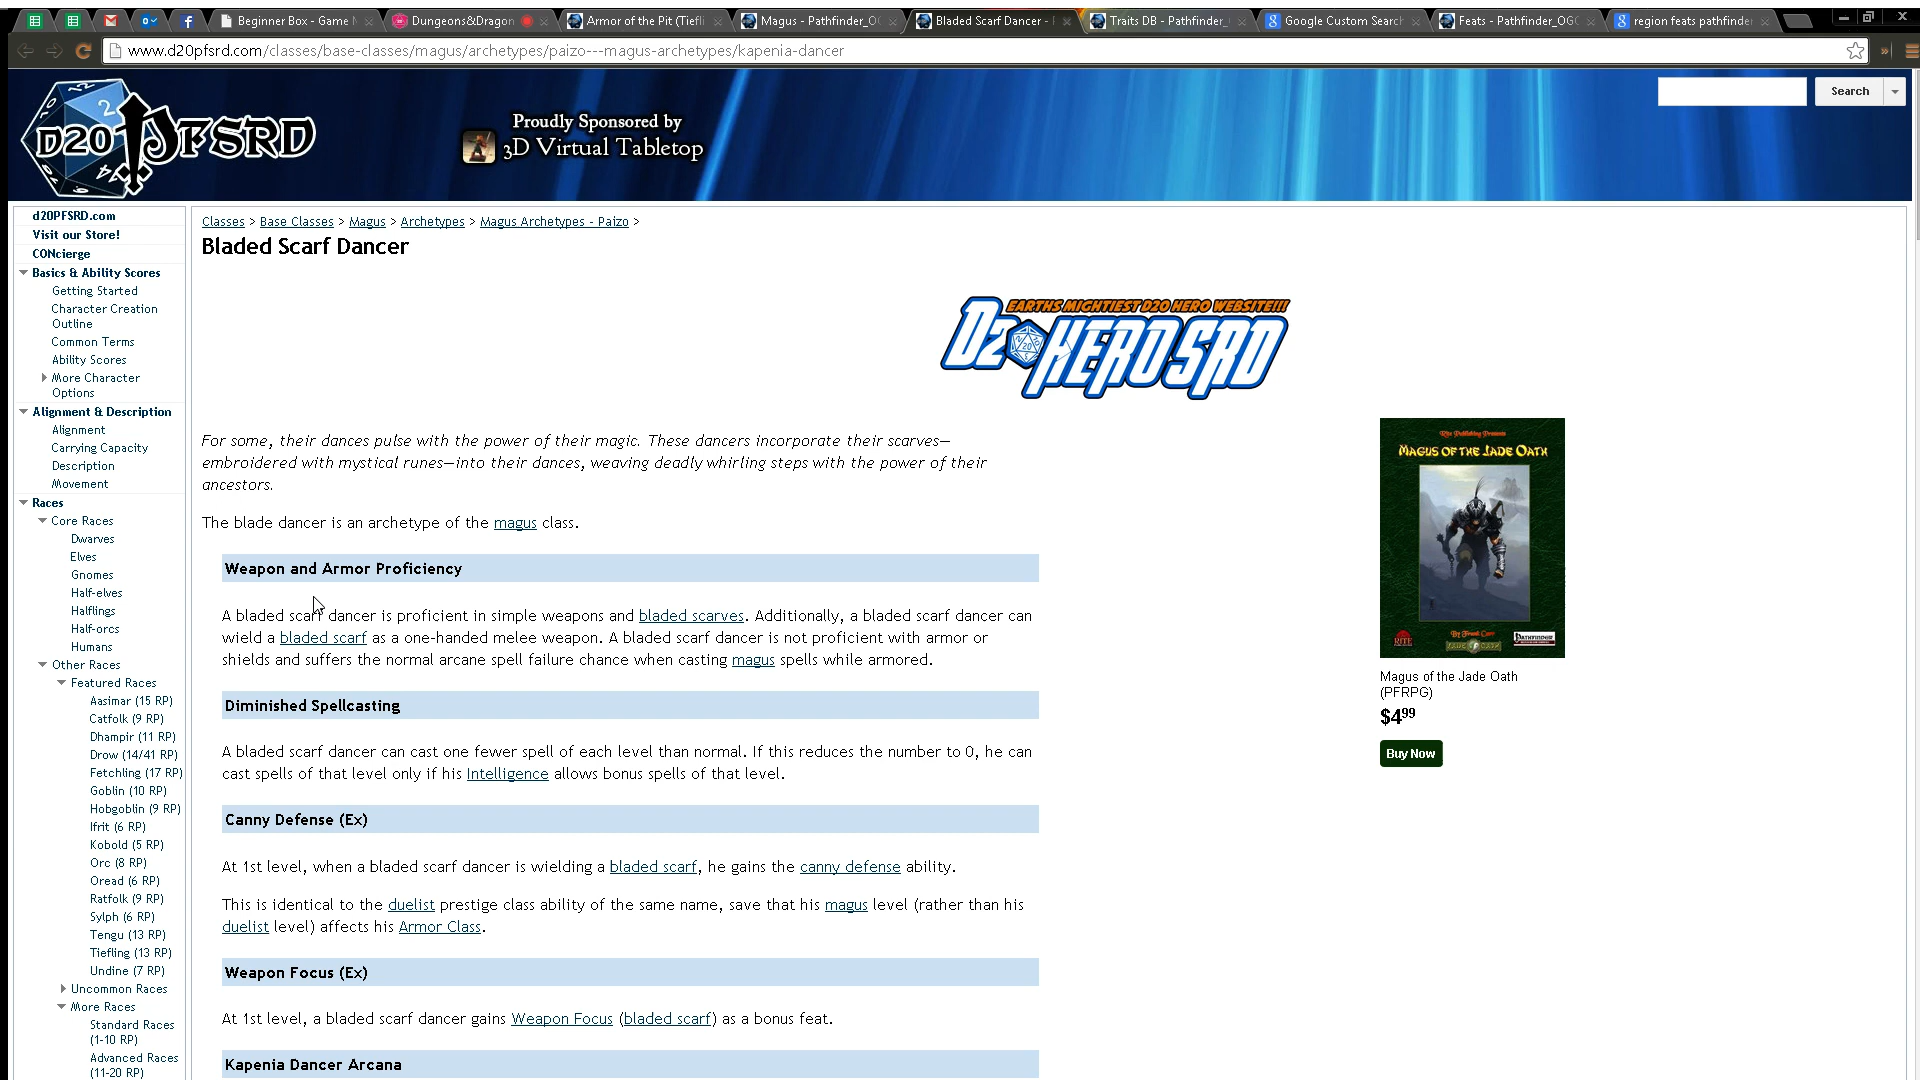 Beginner Box - Game M
Dungeons&Dragon
Armor of the Pit (Tiefli
Magus - Pathfinder_OG
Bladed Scarf Dancer - P
Traits DB - Pathfinder_
Google Custom Search
Feats - Pathfinder_OGC
region feats pathfinder
www.d20pfsrd.com/classes/base-classes/magus/archetypes/paizo---magus-archetypes/kapenia-dancer
D20PFSRD
Proudly Sponsored by
3D Virtual Tabletop
Search
d20PFSRD.com
Visit our Store!
CONcierge
Basics & Ability Scores
Getting Started
Character Creation
Outline
Common Terms
Ability Scores
More Character
Options
Alignment & Description
Alignment
Carrying Capacity
Description
Movement
Races
Core Races
Dwarves
Elves
Gnomes
Half-elves
Halflings
Half-orcs
Humans
Other Races
Featured Races
Aasimar (15 RP)
Catfolk (9 RP)
Dhampir (11 RP)
Drow (14/41 RP)
Fetchling (17 RP)
Goblin (10 RP)
Hobgoblin (9 RP)
Ifrit (6 RP)
Kobold (5 RP)
Orc (8 RP)
Oread (6 RP)
Ratfolk (9 RP)
Sylph (6 RP)
Tengu (13 RP)
Tiefling (13 RP)
Undine (7 RP)
Uncommon Races
More Races
Standard Races
(1-10 RP)
Advanced Races
(11-20 RP)
Classes > Base Classes > Magus > Archetypes > Magus Archetypes - Paizo >
Bladed Scarf Dancer
EARTHS MIGHTIEST D20 HERO WEBSITE!!!
D20 HERO SRD
For some, their dances pulse with the power of their magic. These dancers incorporate their scarves—
embroidered with mystical runes—into their dances, weaving deadly whirling steps with the power of their
ancestors.
The blade dancer is an archetype of the magus class.
Weapon and Armor Proficiency
A bladed scarf dancer is proficient in simple weapons and bladed scarves. Additionally, a bladed scarf dancer can
wield a bladed scarf as a one-handed melee weapon. A bladed scarf dancer is not proficient with armor or
shields and suffers the normal arcane spell failure chance when casting magus spells while armored.
Diminished Spellcasting
A bladed scarf dancer can cast one fewer spell of each level than normal. If this reduces the number to 0, he can
cast spells of that level only if his Intelligence allows bonus spells of that level.
Canny Defense (Ex)
At 1st level, when a bladed scarf dancer is wielding a bladed scarf, he gains the canny defense ability.
This is identical to the duelist prestige class ability of the same name, save that his magus level (rather than his
duelist level) affects his Armor Class.
Weapon Focus (Ex)
At 1st level, a bladed scarf dancer gains Weapon Focus (bladed scarf) as a bonus feat.
Kapenia Dancer Arcana
Rite Publishing Presents
MAGUS OF THE JADE OATH
RITE
PATHFINDER
JADE OATH
Magus of the Jade Oath
(PFRPG)
$4.99
Buy Now